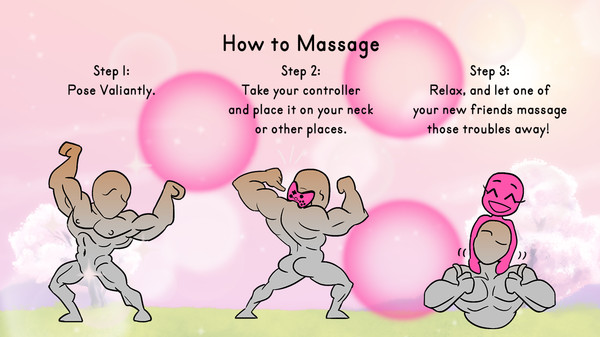 How to Massage
Step 1:
Pose Valiantly.
Step 2:
Take your controller
and place it on your neck
or other places.
Step 3:
Relax, and let one of
your new friends massage
those troubles away!